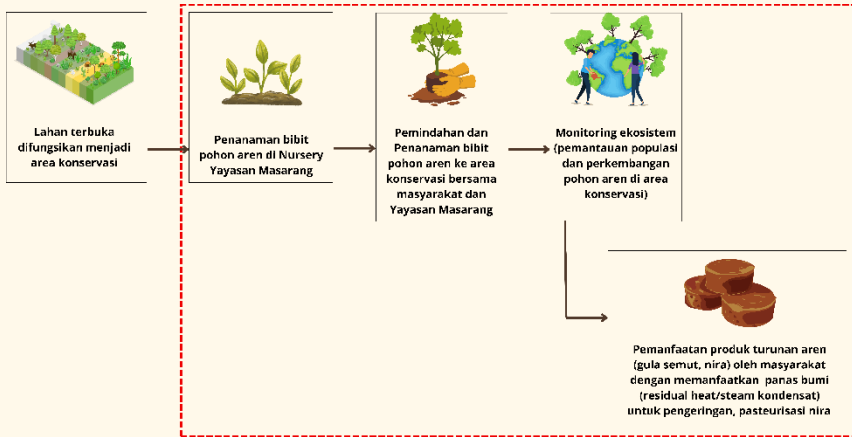 Lahan terbuka
difungsikan menjadi
area konservasi
Penanaman bibit
pohon aren di Nursery
Yayasan Masarang
Pemindahan dan
Penanaman bibit
pohon aren ke area
konservasi bersama
masyarakat dan
Yayasan Masarang
Monitoring ekosistem
(pemantauan populasi
dan perkembangan
pohon aren di area
konservasi)
Pemanfaatan produk turunan aren
(gula semut, nira) oleh masyarakat
dengan memanfaatkan panas bumi
(residual heat/steam kondensat)
untuk pengeringan, pasteurisasi nira